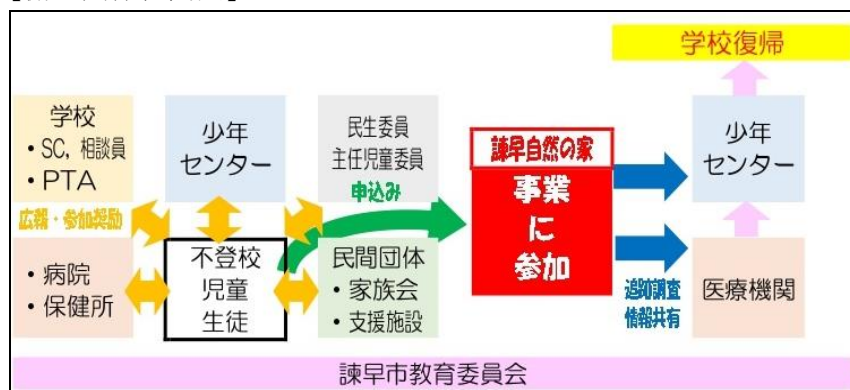 学校復帰
学校
・SC，相談員
・PTA
少年
センター
民生委員
主任児童委員
申込み
諫早自然の家
事業
に
参加
少年
センター
広報・参加奨励
・病院
・保健所
不登校
児童
生徒
民間団体
・家族会
・支援施設
追跡調査
情報共有
医療機関
諫早市教育委員会